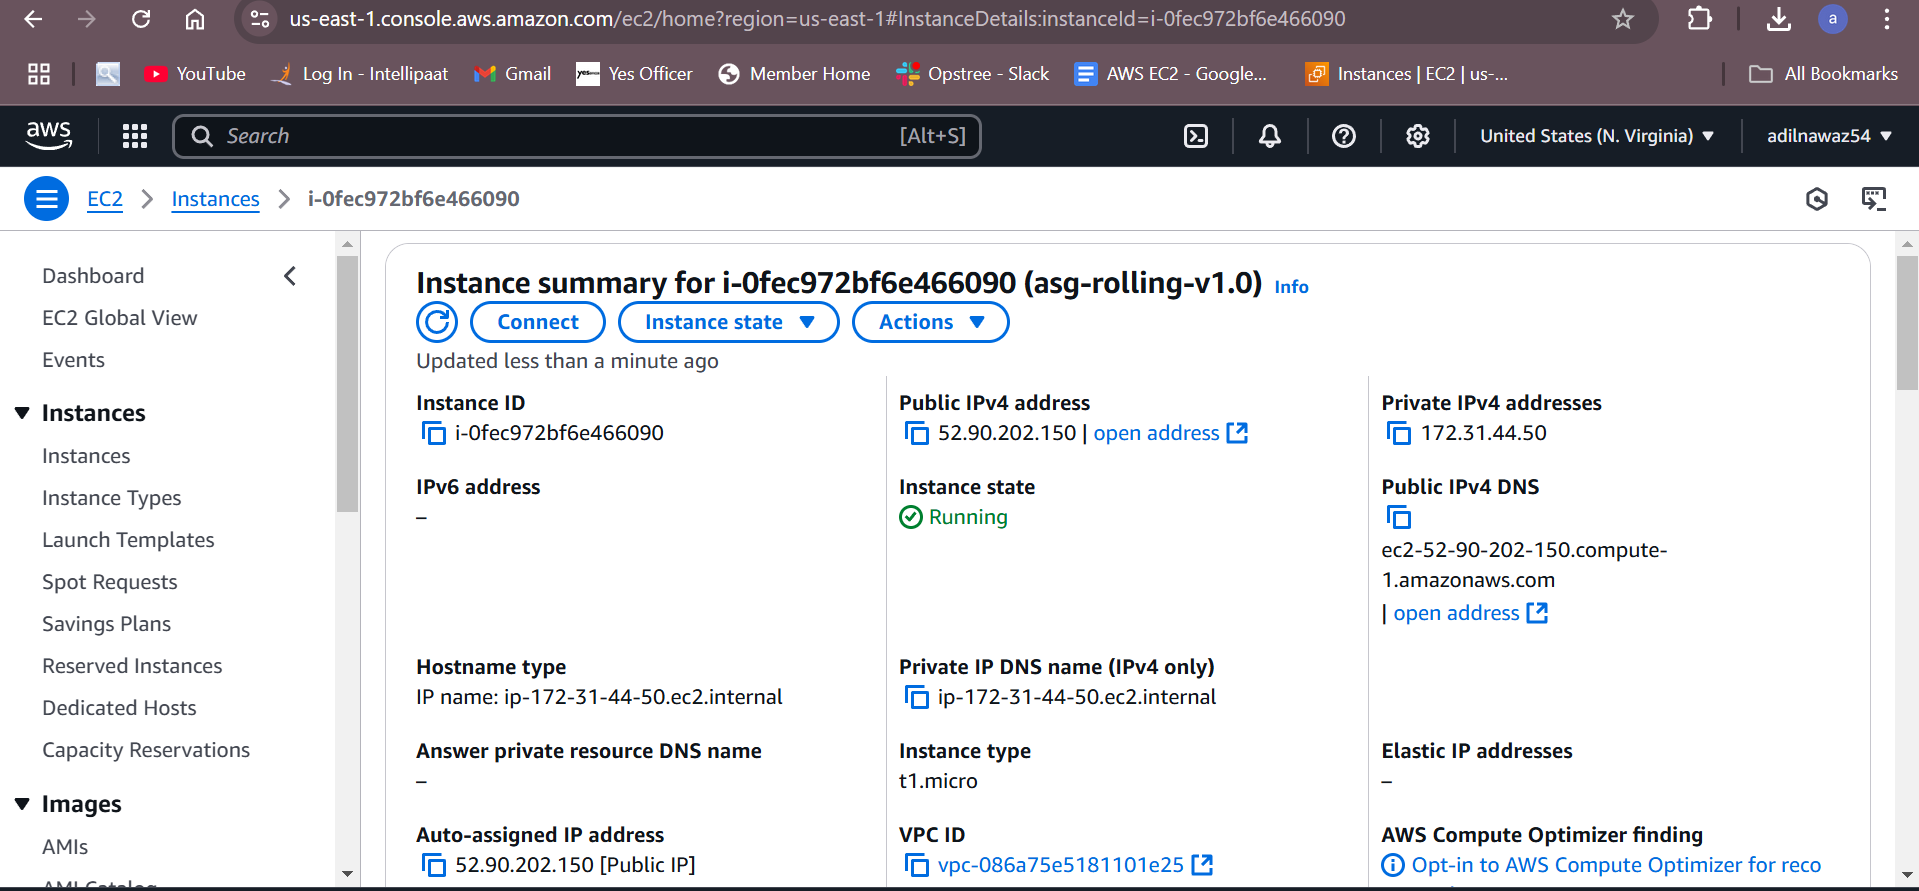 us-east-1.console.aws.amazon.com/ec2/home?region=us-east-1#InstanceDetails:instanceId=i-0fec972bf6e466090
a
YouTube
Log In - Intellipaat
Gmail
Yes Officer
Member Home
Opstree - Slack
AWS EC2 - Google...
Instances | EC2 | us-...
All Bookmarks
aws
Search
[Alt+S]
United States (N. Virginia)
adilnawaz54
EC2
Instances
i-0fec972bf6e466090
Dashboard
EC2 Global View
Events
Instances
Instances
Instance Types
Launch Templates
Spot Requests
Savings Plans
Reserved Instances
Dedicated Hosts
Capacity Reservations
Images
AMIs
AMI Catalog
Instance summary for i-0fec972bf6e466090 (asg-rolling-v1.0) Info
Connect
Instance state
Actions
Updated less than a minute ago
Instance ID
i-0fec972bf6e466090
Public IPv4 address
52.90.202.150 | open address
Private IPv4 addresses
172.31.44.50
IPv6 address
–
Instance state
Running
Public IPv4 DNS
ec2-52-90-202-150.compute-
1.amazonaws.com
| open address
Hostname type
IP name: ip-172-31-44-50.ec2.internal
Private IP DNS name (IPv4 only)
ip-172-31-44-50.ec2.internal
Answer private resource DNS name
–
Instance type
t1.micro
Elastic IP addresses
–
Auto-assigned IP address
52.90.202.150 [Public IP]
VPC ID
vpc-086a75e5181101e25
AWS Compute Optimizer finding
Opt-in to AWS Compute Optimizer for reco